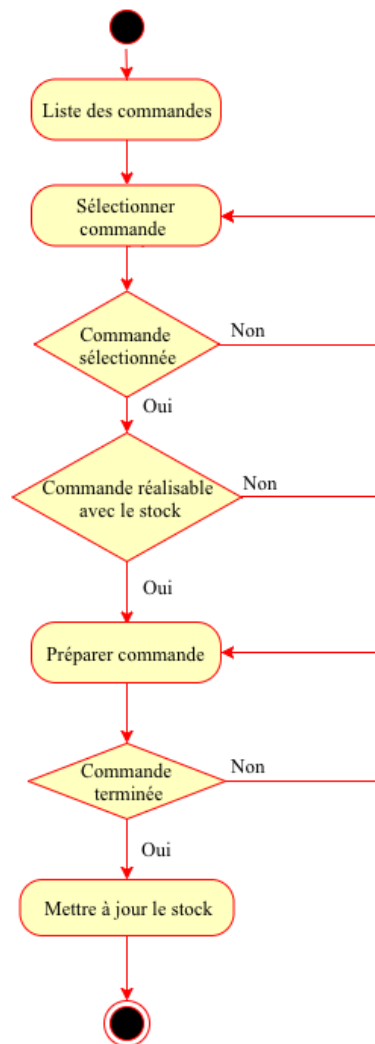 Liste des commandes
Sélectionner
commande
Commande
sélectionnée
Non
Oui
Commande réalisable
avec le stock
Non
Oui
Préparer commande
Commande
terminée
Non
Oui
Mettre à jour le stock